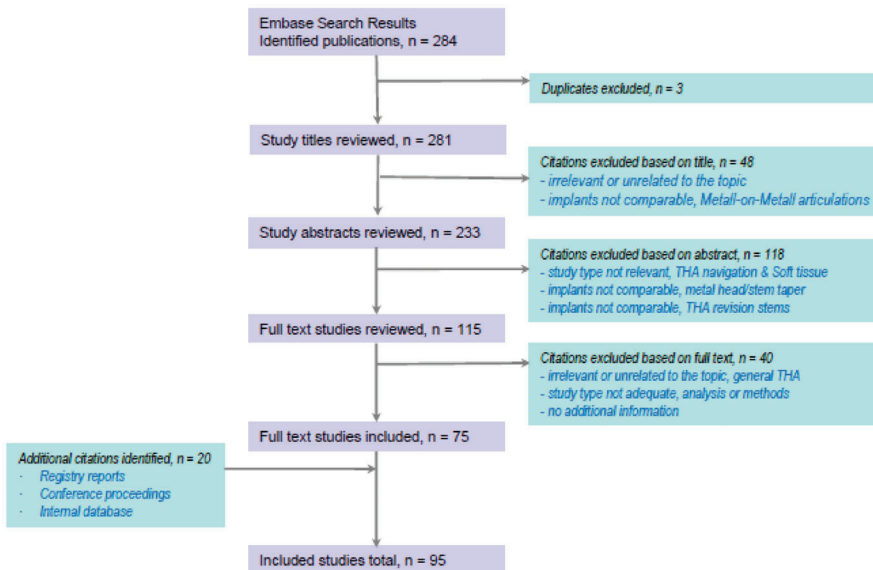 Embase Search Results
Identified publications, n = 284
Duplicates excluded, n = 3
Study titles reviewed, n = 281
Citations excluded based on title, n = 48
- irrelevant or unrelated to the topic
- implants not comparable, Metall-on-Metall articulations
Study abstracts reviewed, n = 233
Citations excluded based on abstract, n = 118
- study type not relevant, THA navigation & Soft tissue
- implants not comparable, metal head/stem taper
- implants not comparable, THA revision stems
Full text studies reviewed, n = 115
Citations excluded based on full text, n = 40
- irrelevant or unrelated to the topic, general THA
- study type not adequate, analysis or methods
- no additional information
Full text studies included, n = 75
Additional citations identified, n = 20
· Registry reports
· Conference proceedings
· Internal database
Included studies total, n = 95